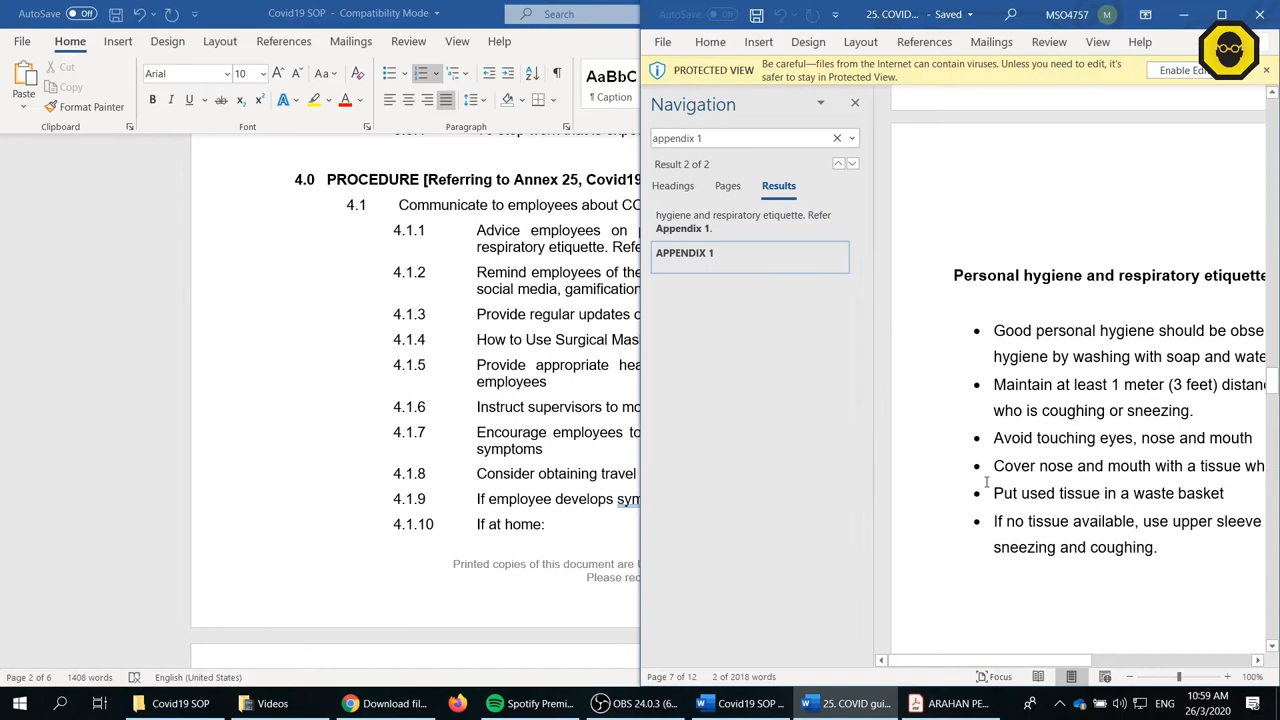 AutoSave Off Covid19 SOP - Compatibility Mode Search
File Home Insert Draw Design Layout References Mailings Review View Help
Paste Cut Copy Format Painter
Arial 10
AaBbC
¶ Caption
Clipboard Font Paragraph
4.0 PROCEDURE [Referring to Annex 25, Covid19
4.1 Communicate to employees about CO
4.1.1 Advice employees on p
respiratory etiquette. Refe
4.1.2 Remind employees of the
social media, gamification
4.1.3 Provide regular updates o
4.1.4 How to Use Surgical Mas
4.1.5 Provide appropriate hea
employees
4.1.6 Instruct supervisors to mo
4.1.7 Encourage employees to
symptoms
4.1.8 Consider obtaining travel
4.1.9 If employee develops sym
4.1.10 If at home:
Printed copies of this document are U
Please rec
Page 2 of 6 1408 words English (United States)
AutoSave Off 25. COVID... Saved MSO4757 M
File Home Insert Design Layout References Mailings Review View Help
PROTECTED VIEW Be careful—files from the Internet can contain viruses. Unless you need to edit, it's
safer to stay in Protected View. Enable Edi
Navigation
appendix 1
Result 2 of 2
Headings Pages Results
hygiene and respiratory etiquette. Refer
Appendix 1.
APPENDIX 1
Personal hygiene and respiratory etiquette
• Good personal hygiene should be obse
hygiene by washing with soap and wate
• Maintain at least 1 meter (3 feet) distanc
who is coughing or sneezing.
• Avoid touching eyes, nose and mouth
• Cover nose and mouth with a tissue wh
• Put used tissue in a waste basket
• If no tissue available, use upper sleeve
sneezing and coughing.
Page 7 of 12 2 of 2018 words Focus 100%
Covid19 SOP Videos Download file... Spotify Premi... OBS 24.0.3 (6... Covid19 SOP ... 25. COVID gui... ARAHAN PE... ENG 10:59 AM
26/3/2020